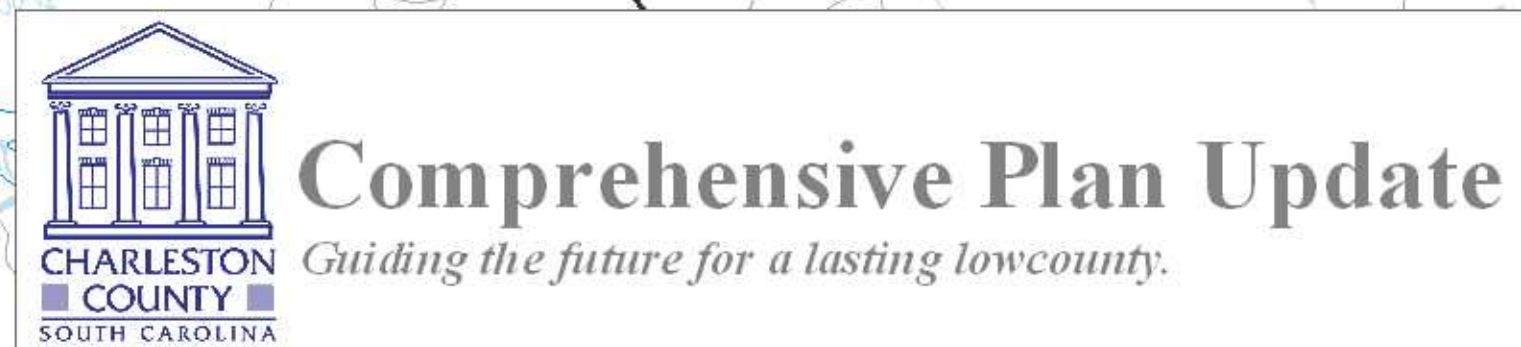 Comprehensive Plan Update
Guiding the future for a lasting lowcounty.
CHARLESTON
COUNTY
SOUTH CAROLINA